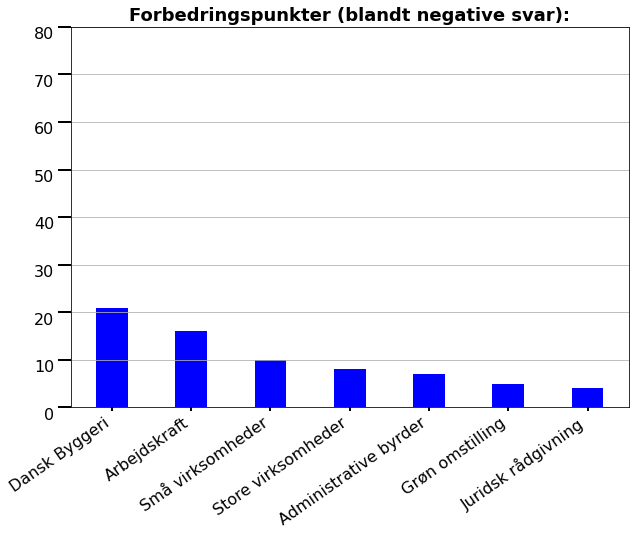 Forbedringspunkter (blandt negative svar):
80
70
60
50
40
30
20
10
0
Dansk Byggeri
Arbejdskraft
Små virksomheder
Store virksomheder
Administrative byrder
Grøn omstilling
Juridsk rådgivning